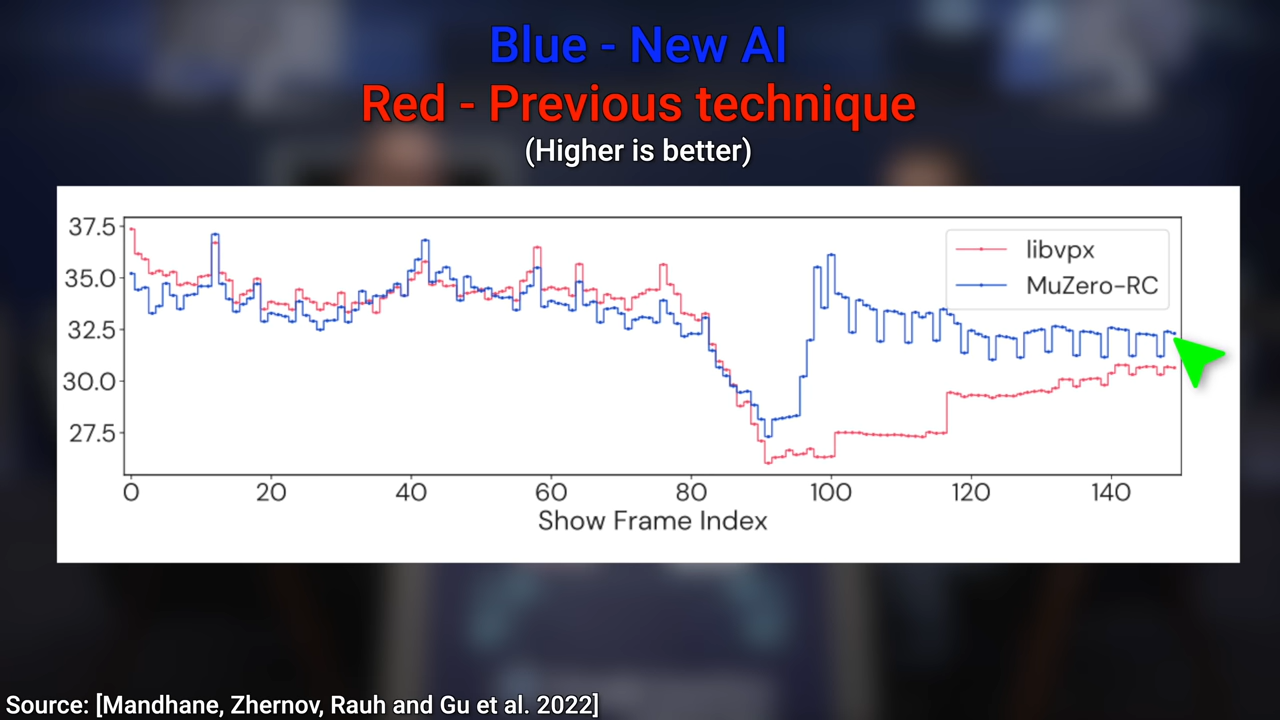 Blue - New AI
Red - Previous technique
(Higher is better)
37.5
35.0
32.5
30.0
27.5
libvpx
MuZero-RC
0 20 40 60 80 100 120 140
Show Frame Index
Source: [Mandhane, Zhernov, Rauh and Gu et al. 2022]